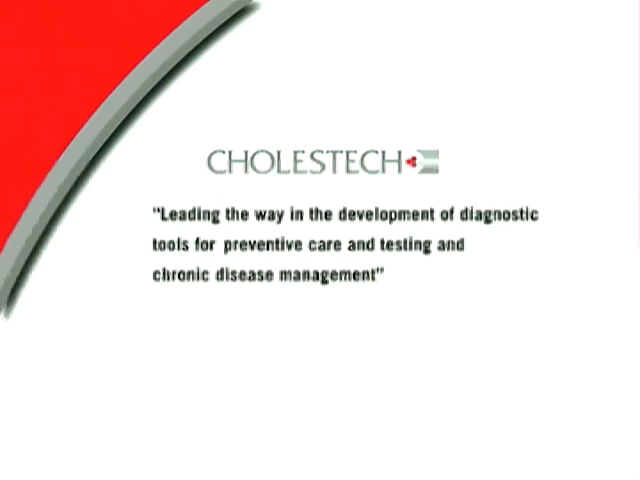 CHOLESTECH
"Leading the way in the development of diagnostic
tools for preventive care and testing and
chronic disease management"